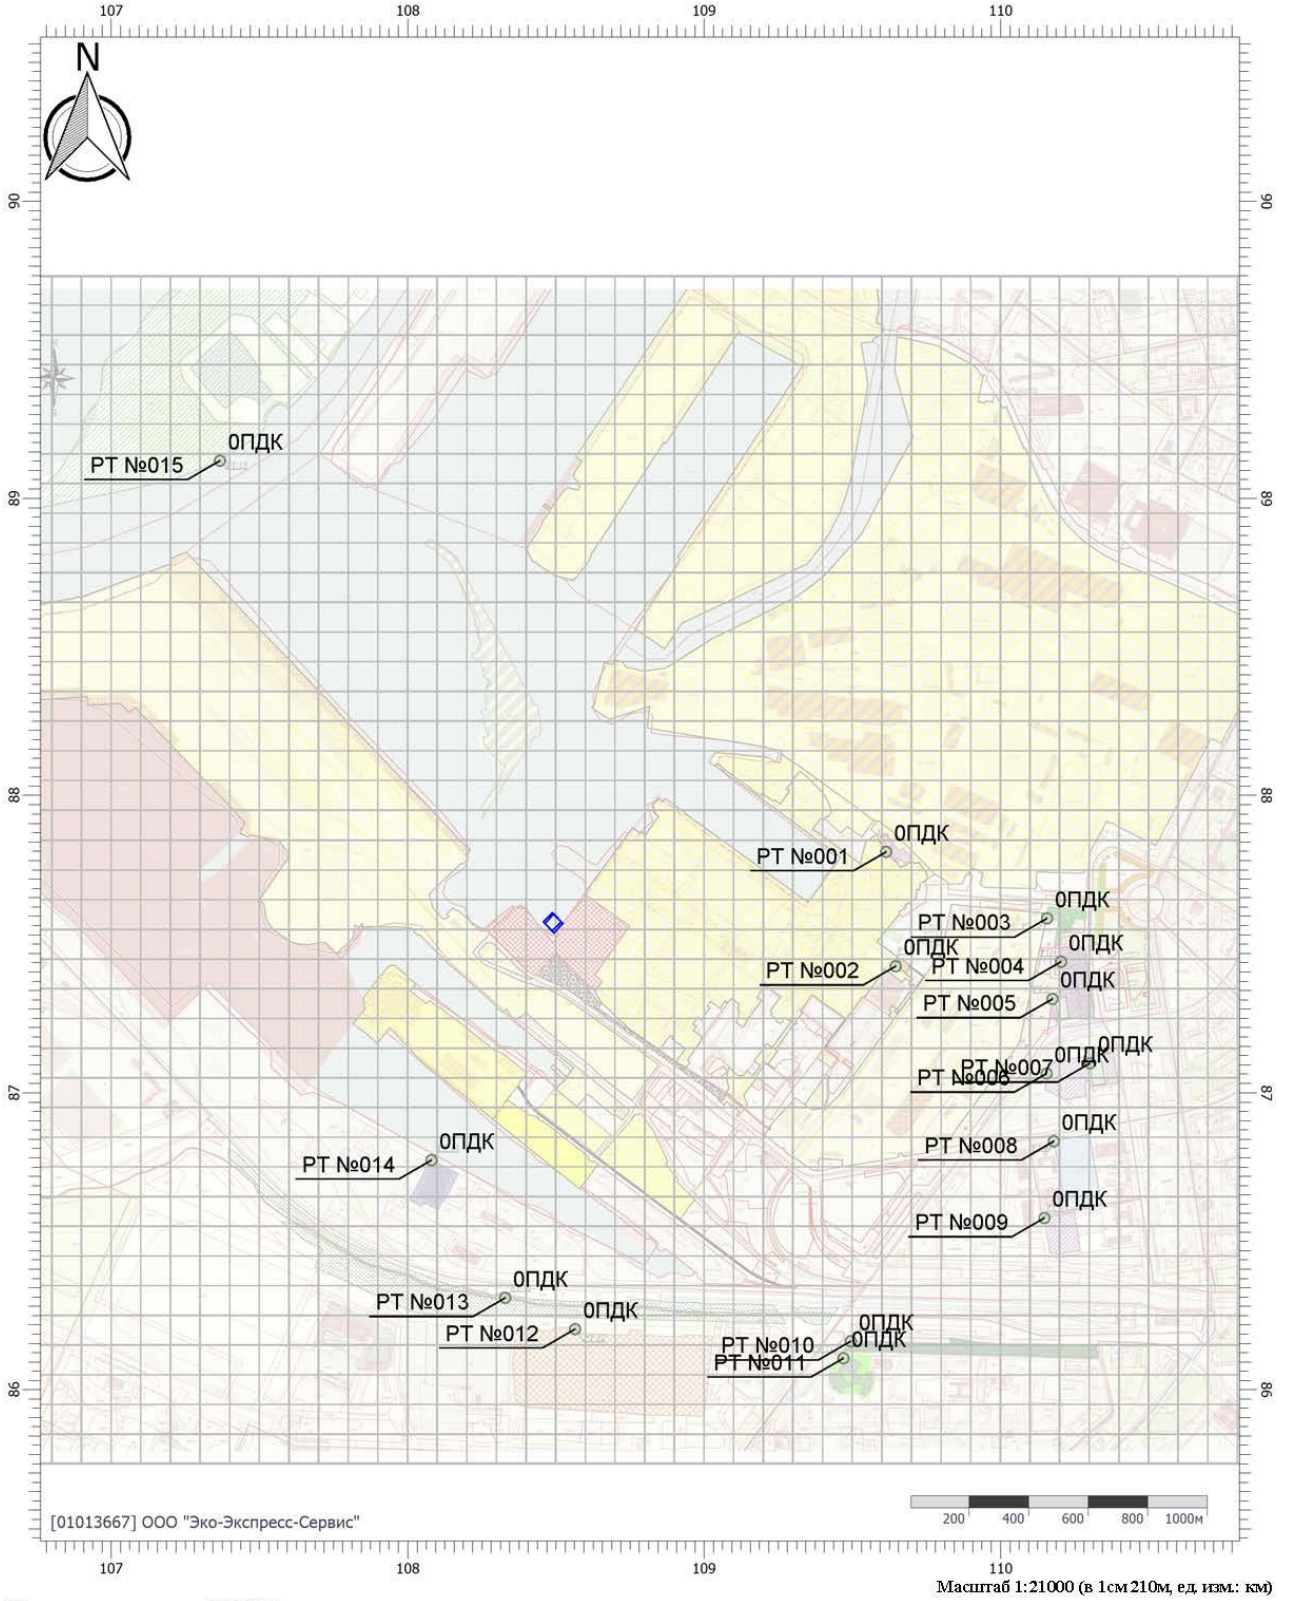 107 108 109 110
N
90 90
0ПДК
РТ №015
89 89
88 88
0ПДК
РТ №001
0ПДК
РТ №003
0ПДК
0ПДК
РТ №002
РТ №004
0ПДК
РТ №005
0ПДК
0ПДК
РТ №007
РТ №006
87 87
0ПДК
РТ №008
0ПДК
РТ №014
0ПДК
РТ №009
0ПДК
РТ №013
0ПДК
РТ №012
0ПДК
РТ №010
0ПДК
РТ №011
86 86
[01013667] ООО "Эко-Экспресс-Сервис"
200 400 600 800 1000м
107 108 109 110
Масштаб 1:21000 (в 1см 210м, ед. изм.: км)